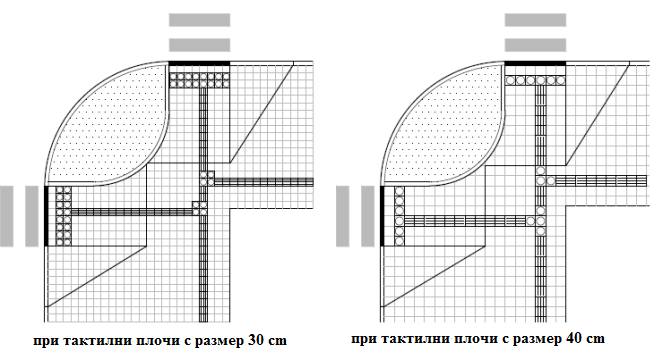 при тактилни плочи с размер 30 cm
при тактилни плочи с размер 40 cm